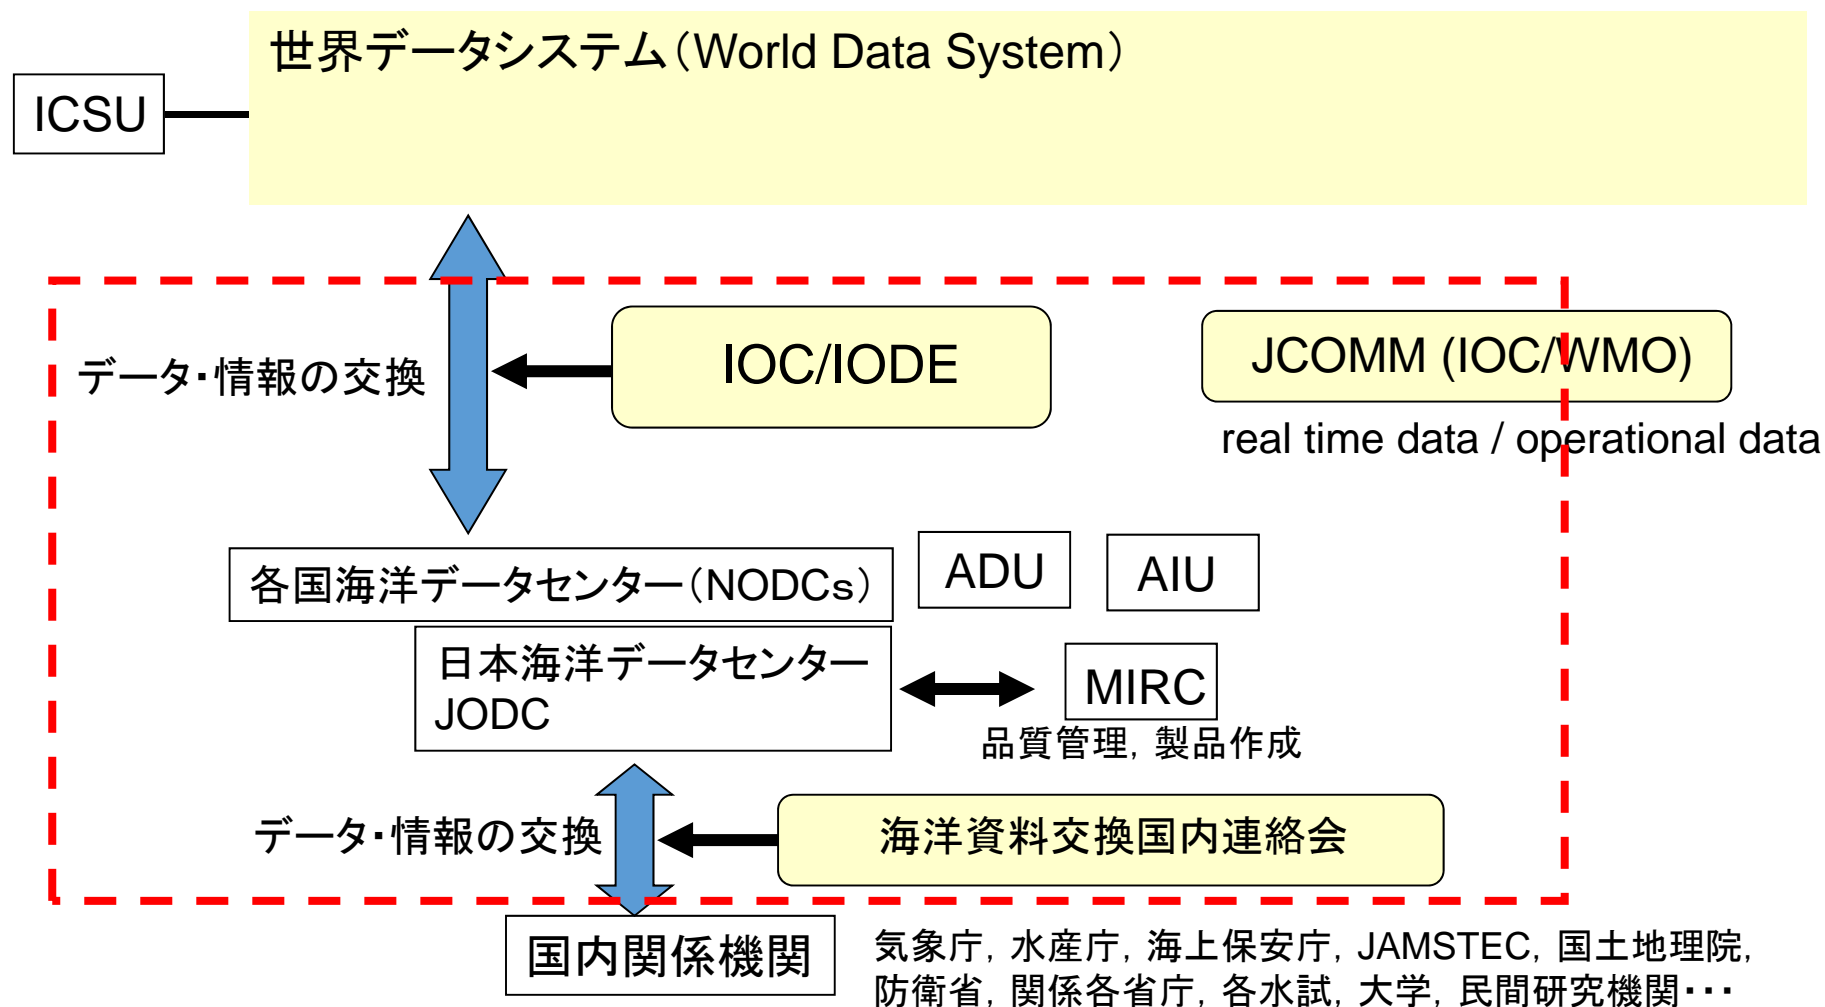 世界データシステム（World Data System）
ICSU
IOC/IODE
JCOMM (IOC/WMO)
データ・情報の交換
real time data / operational data
各国海洋データセンター（NODCs）
ADU
AIU
日本海洋データセンター
JODC
MIRC
品質管理，製品作成
データ・情報の交換
海洋資料交換国内連絡会
国内関係機関
気象庁，水産庁，海上保安庁，JAMSTEC，国土地理院，
防衛省，関係各省庁，各水試，大学，民間研究機関・・・